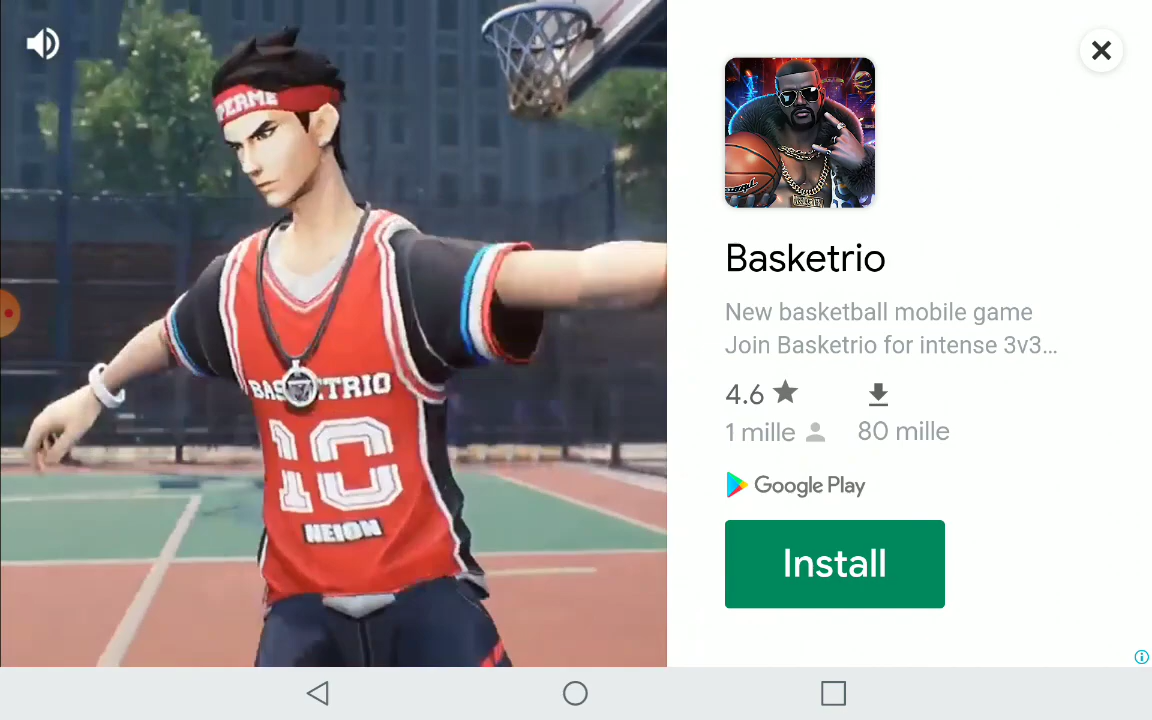 PERME
BASKETRIO
10
NEION
Basketrio
New basketball mobile game
Join Basketrio for intense 3v3...
4.6
1 mille
80 mille
Google Play
Install